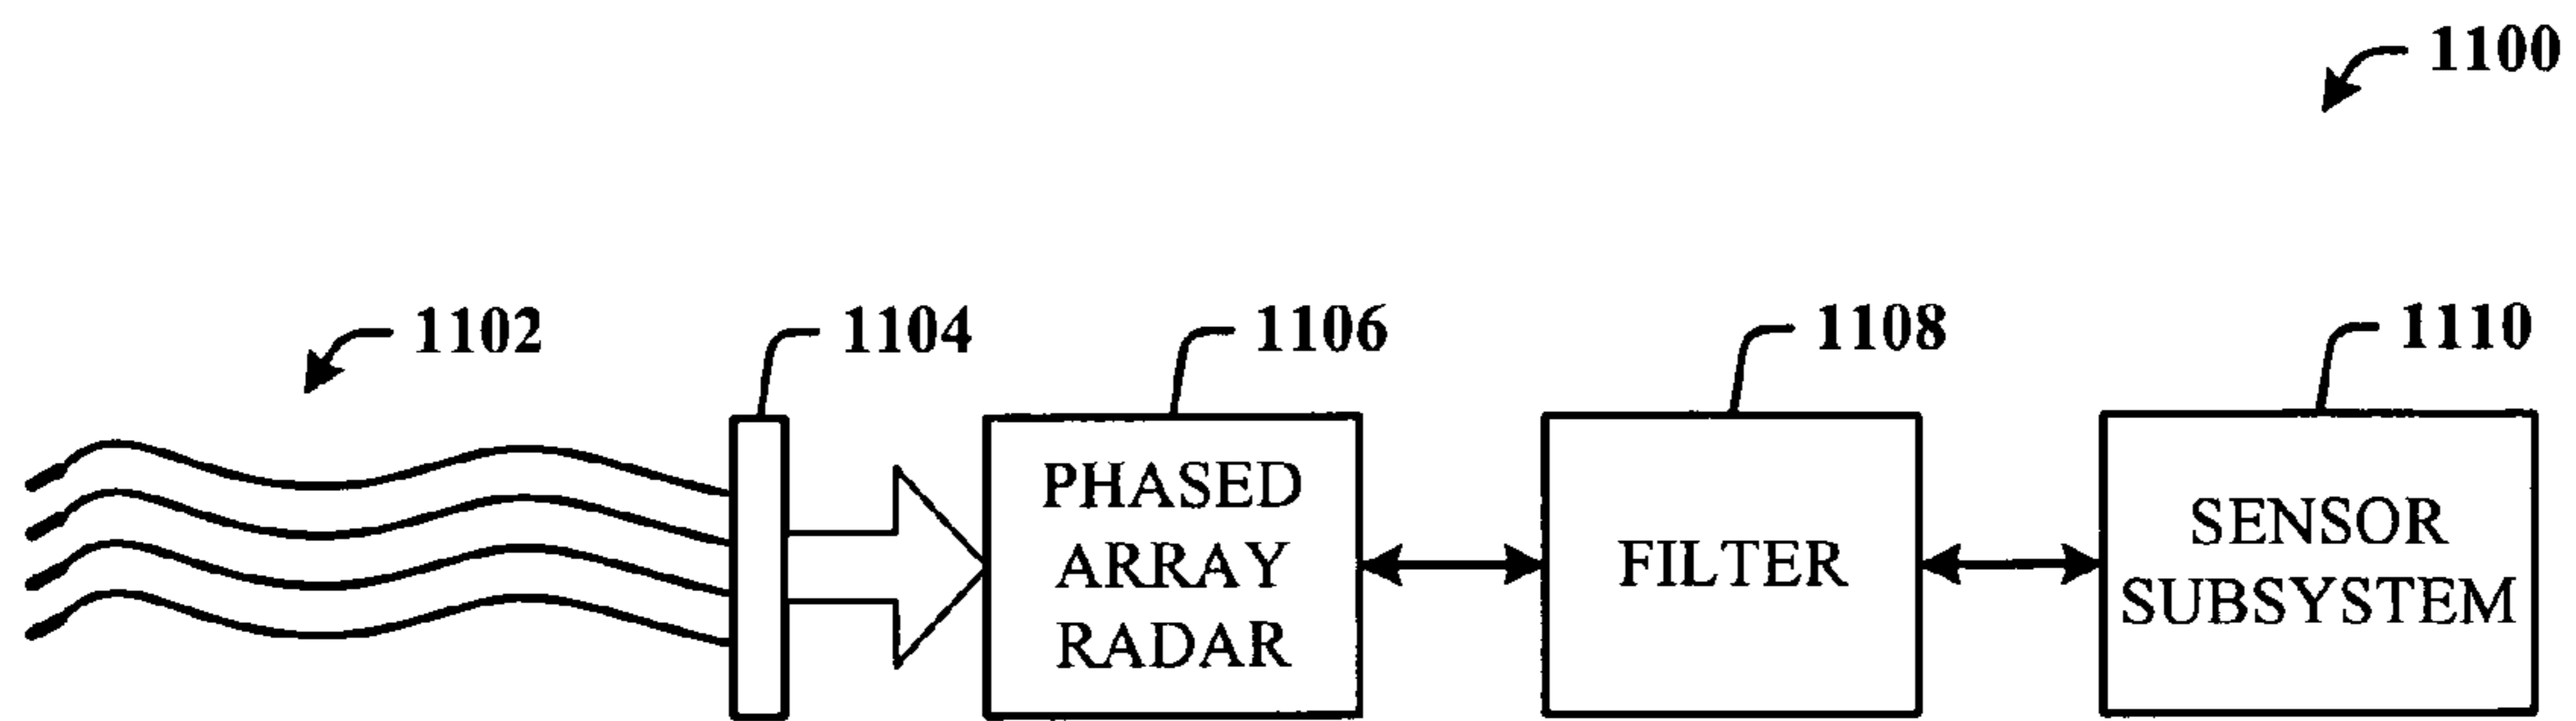 1100
1102
1104
1106
1108
1110
PHASED
ARRAY
RADAR
FILTER
SENSOR
SUBSYSTEM